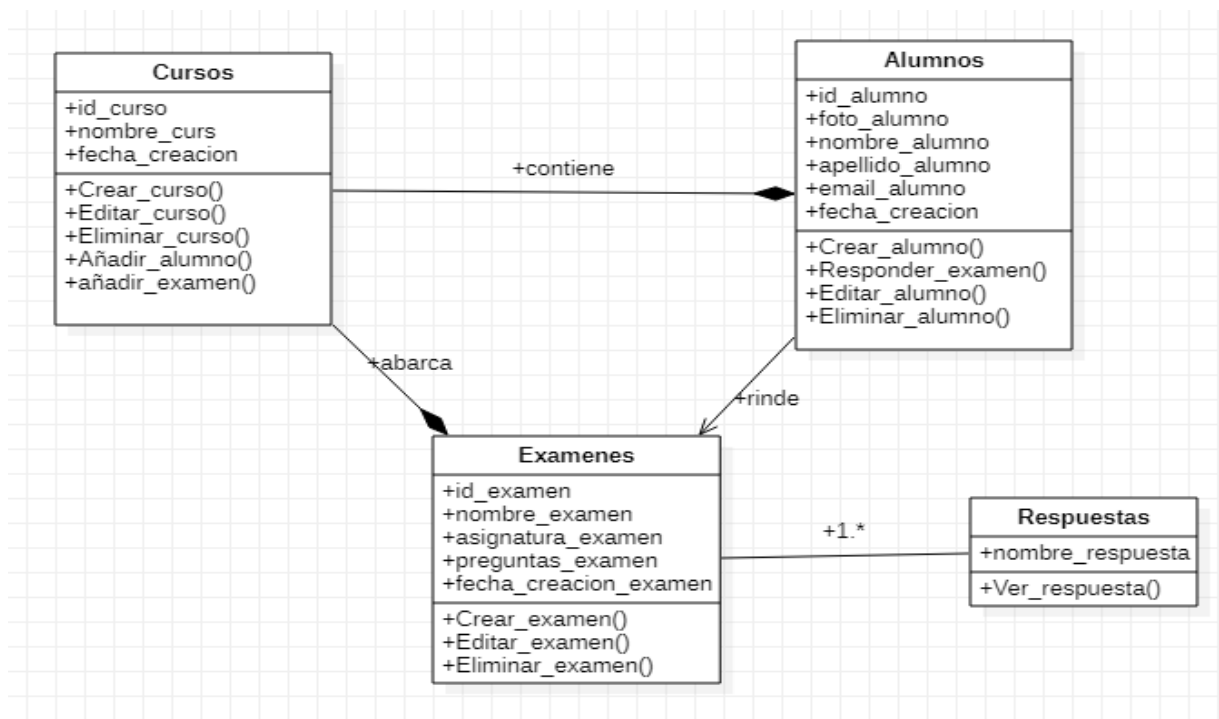 Cursos
+id_curso
+nombre_curs
+fecha_creacion
+Crear_curso()
+Editar_curso()
+Eliminar_curso()
+Añadir_alumno()
+añadir_examen()
+contiene
Alumnos
+id_alumno
+foto_alumno
+nombre_alumno
+apellido_alumno
+email_alumno
+fecha_creacion
+Crear_alumno()
+Responder_examen()
+Editar_alumno()
+Eliminar_alumno()
+abarca
+rinde
Examenes
+id_examen
+nombre_examen
+asignatura_examen
+preguntas_examen
+fecha_creacion_examen
+Crear_examen()
+Editar_examen()
+Eliminar_examen()
+1.*
Respuestas
+nombre_respuesta
+Ver_respuesta()